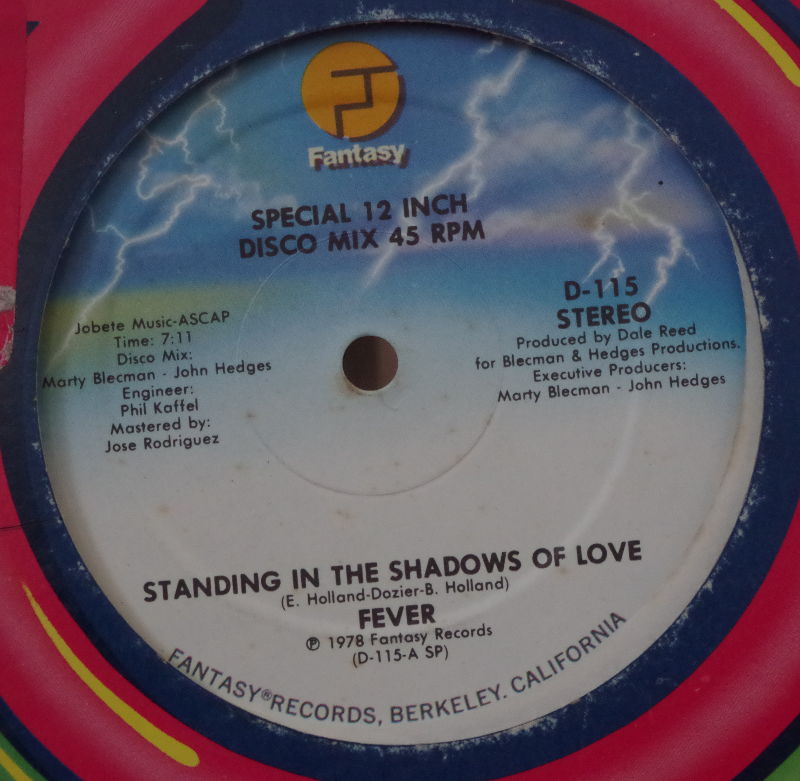 Fantasy
SPECIAL 12 INCH
DISCO MIX 45 RPM
Jobete Music-ASCAP
Time: 7:11
Disco Mix:
Marty Blecman - John Hedges
Engineer:
Phil Kaffel
Mastered by:
Jose Rodriguez
D-115
STEREO
Produced by Dale Reed
for Blecman & Hedges Productions.
Executive Producers:
Marty Blecman - John Hedges
STANDING IN THE SHADOWS OF LOVE
(E. Holland-Dozier-B. Holland)
FEVER
℗ 1978 Fantasy Records
(D-115-A SP)
FANTASY® RECORDS, BERKELEY. CALIFORNIA